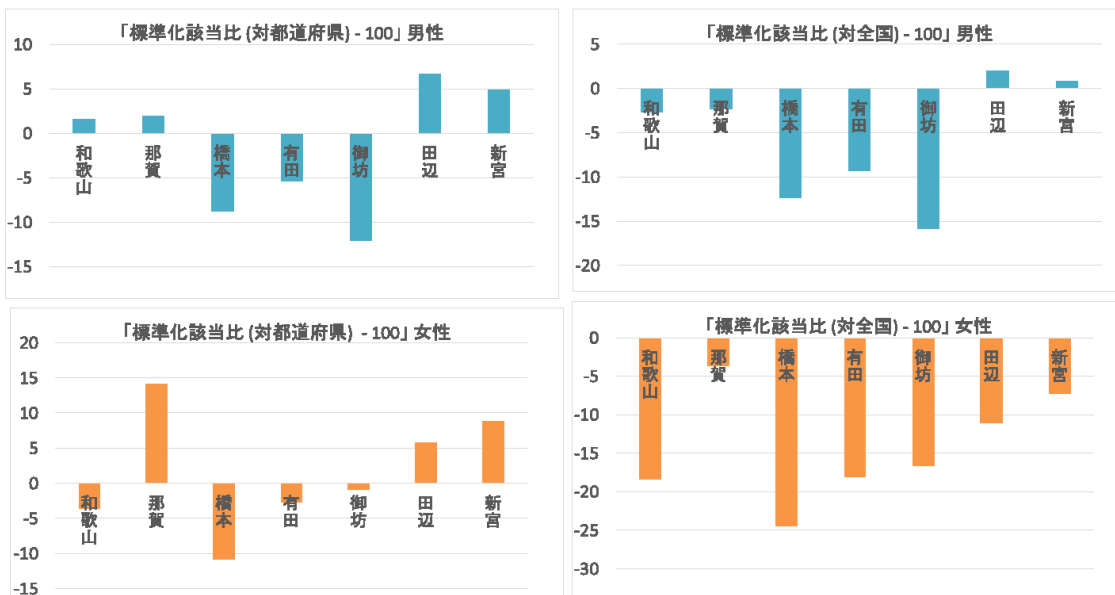 「標準化該当比 (対都道府県) - 100」 男性
10
5
0
-5
-10
-15
和歌山
那賀
橋本
有田
御坊
田辺
新宮
「標準化該当比 (対全国) - 100」 男性
5
0
-5
-10
-15
-20
和歌山
那賀
橋本
有田
御坊
田辺
新宮
「標準化該当比 (対都道府県) - 100」 女性
20
15
10
5
0
-5
-10
-15
和歌山
那賀
橋本
有田
御坊
田辺
新宮
「標準化該当比 (対全国) - 100」 女性
0
-5
-10
-15
-20
-25
-30
和歌山
那賀
橋本
有田
御坊
田辺
新宮